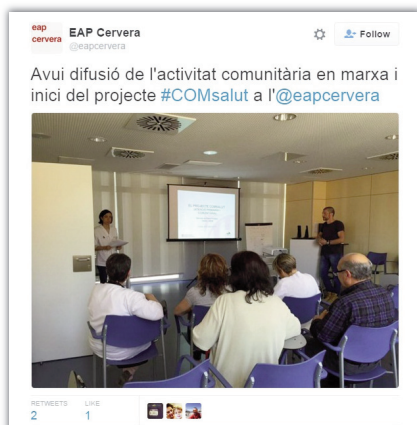 eap
cervera
EAP Cervera
@eapcervera
Follow
Avui difusió de l'activitat comunitària en marxa i
inici del projecte #COMsalut a l'@eapcervera
RETWEETS
LIKE
2
1